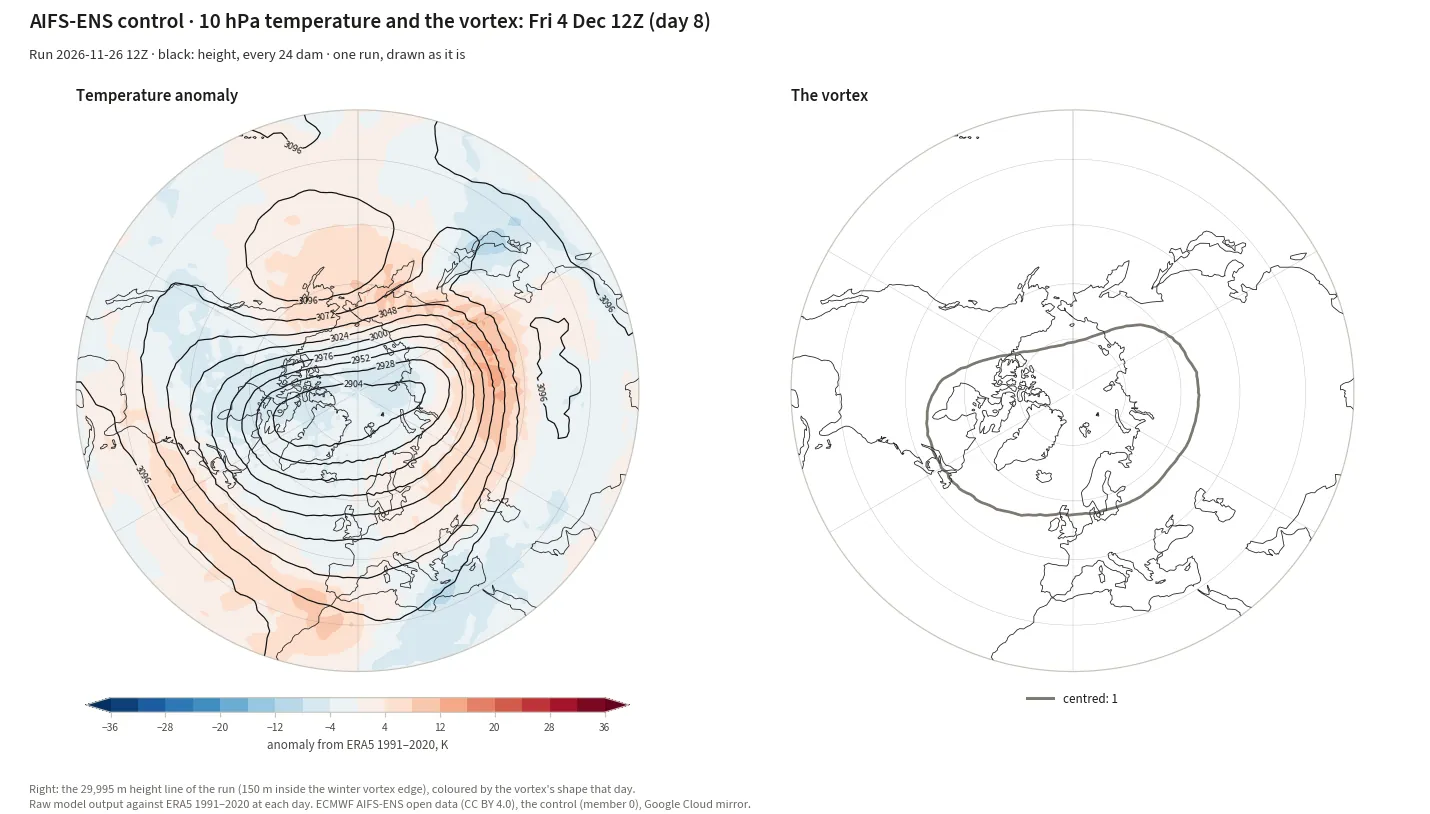 AIFS-ENS control · 10 hPa temperature and the vortex: Fri 4 Dec 12Z (day 8)
Run 2026-11-26 12Z · black: height, every 24 dam · one run, drawn as it is
Temperature anomaly
The vortex
3096
3096
3096
3072
3048
3024
3000
2976
2952
2928
2904
3096
3096
−36
−28
−20
−12
−4
4
12
20
28
36
anomaly from ERA5 1991–2020, K
centred: 1
Right: the 29,995 m height line of the run (150 m inside the winter vortex edge), coloured by the vortex's shape that day.
Raw model output against ERA5 1991–2020 at each day. ECMWF AIFS-ENS open data (CC BY 4.0), the control (member 0), Google Cloud mirror.